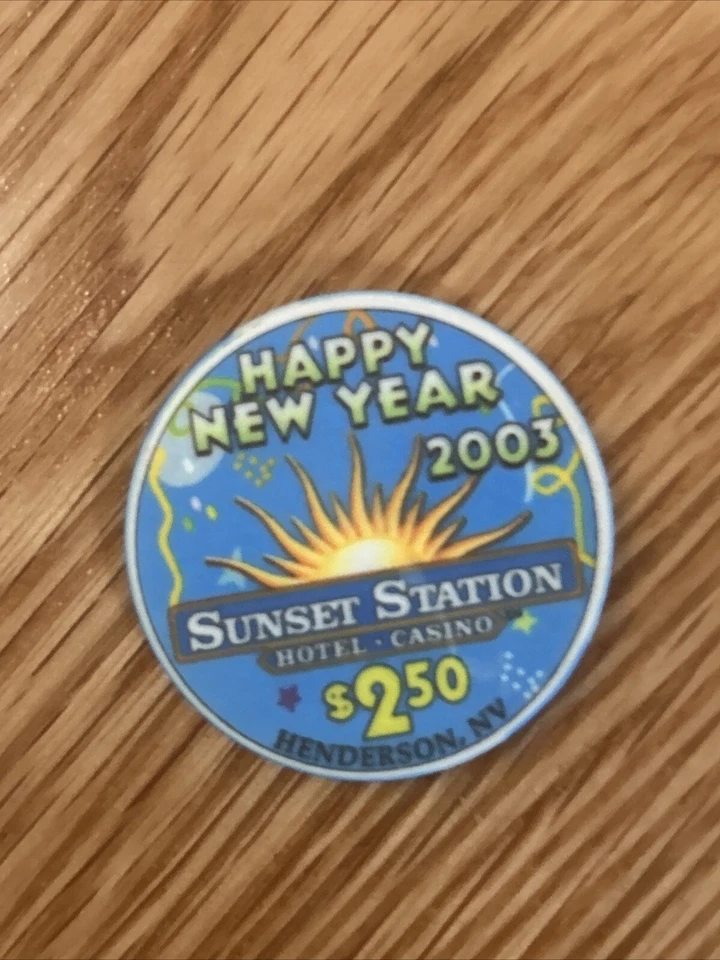 HAPPY
NEW YEAR
2003
SUNSET STATION
HOTEL · CASINO
$2.50
HENDERSON, NV